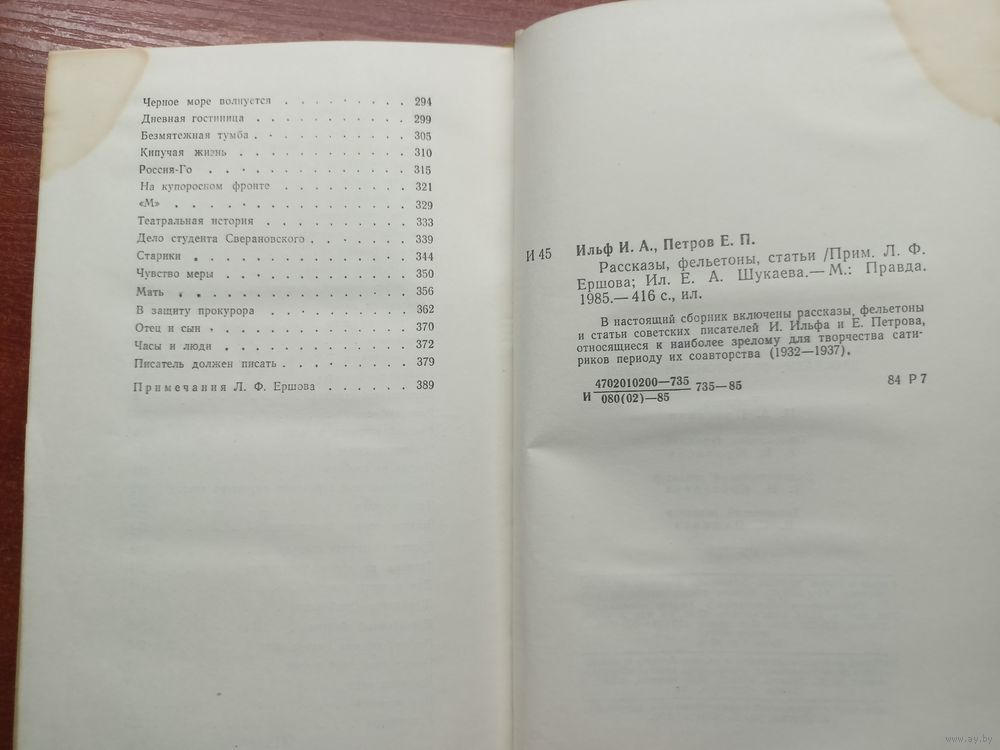 Черное море волнуется . . . . . . . . 294
Дневная гостиница . . . . . . . . . . 299
Безмятежная тумба . . . . . . . . . . 305
Кипучая жизнь . . . . . . . . . . . 310
Россия-Го . . . . . . . . . . . . 315
На купоросном фронте . . . . . . . . 321
«М» . . . . . . . . . . . . . 329
Театральная история . . . . . . . . . 333
Дело студента Сверановского . . . . . . . 339
Старики . . . . . . . . . . . . 344
Чувство меры . . . . . . . . . . . 350
Мать . . . . . . . . . . . . . 356
В защиту прокурора . . . . . . . . . 362
Отец и сын . . . . . . . . . . . . 370
Часы и люди . . . . . . . . . . . 372
Писатель должен писать . . . . . . . . 379
Примечания Л. Ф. Ершова . . . . . . 389
И 45
Ильф И. А., Петров Е. П.
Рассказы, фельетоны, статьи /Прим. Л. Ф.
Ершова; Ил. Е. А. Шукаева.— М.: Правда.
1985.— 416 с., ил.
В настоящий сборник включены рассказы, фельетоны
и статьи советских писателей И. Ильфа и Е. Петрова,
относящиеся к наиболее зрелому для творчества сати-
риков периоду их соавторства (1932—1937).
И 4702010200—735
080(02)—85
735—85
84 Р 7
www.ay.by